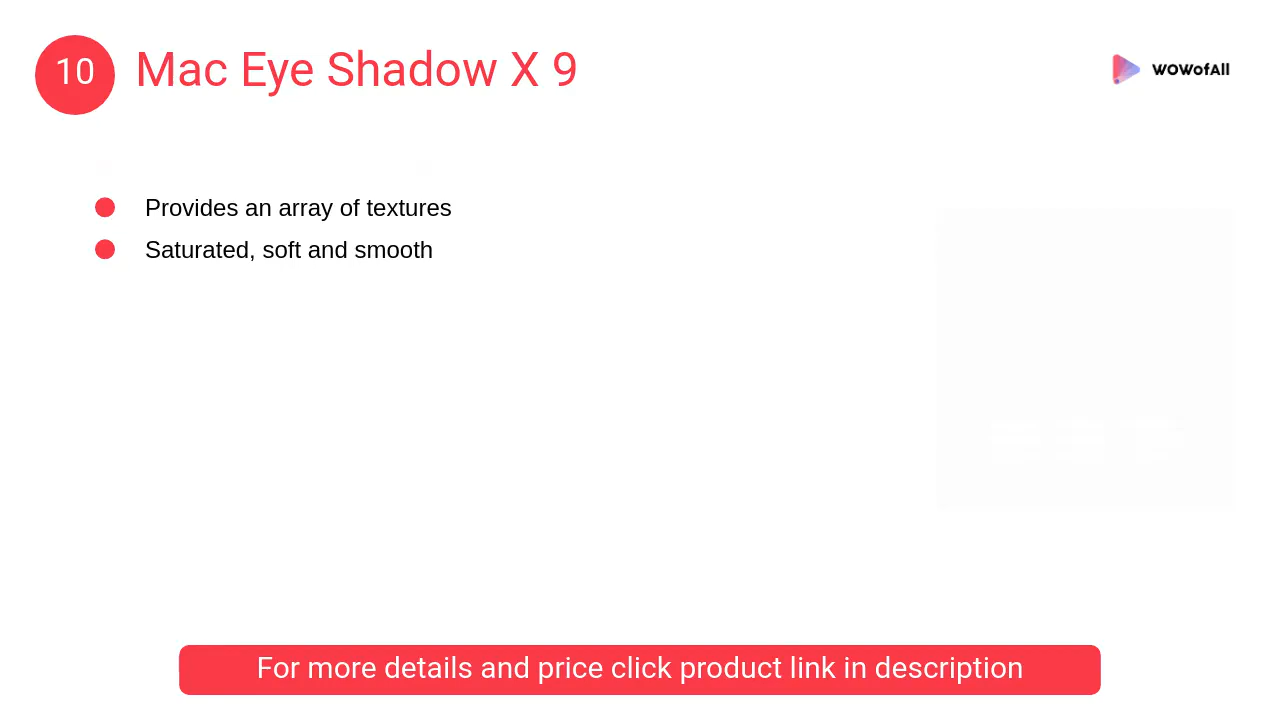 10
Mac Eye Shadow X 9
WOWofAll
Provides an array of textures
Saturated, soft and smooth
For more details and price click product link in description